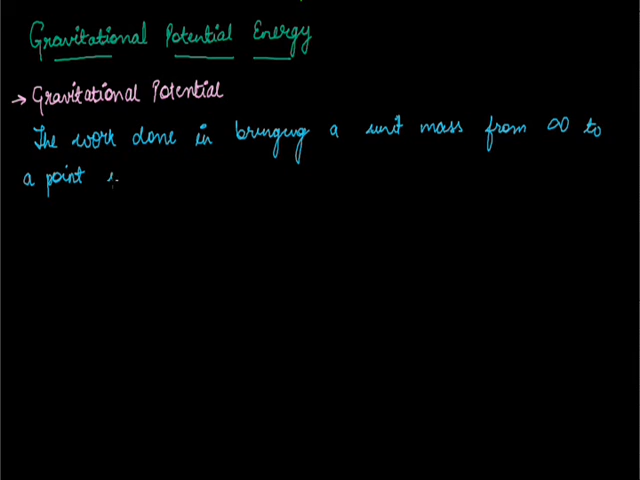 Gravitational Potential Energy
→ Gravitational Potential
The work done in bringing a unit mass from ∞ to
a point